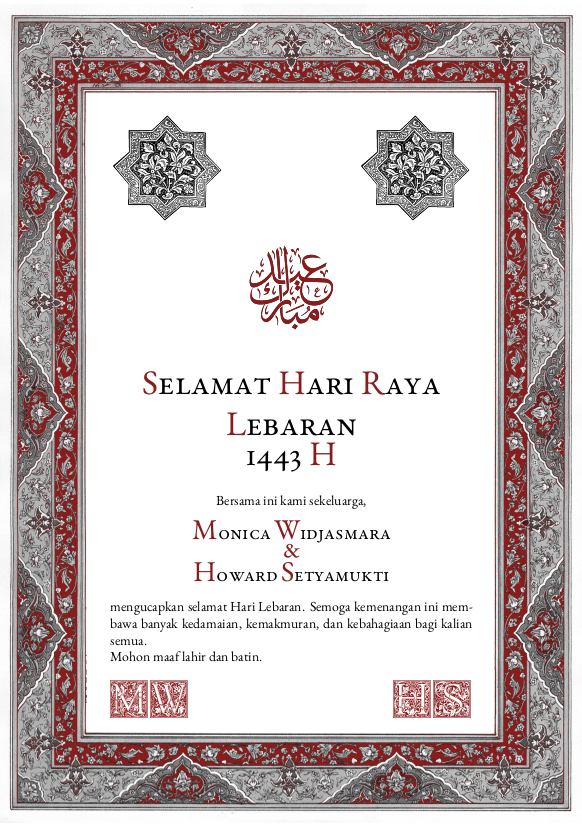 عيد مبارك
Selamat Hari Raya
Lebaran
1443 H
Bersama ini kami sekeluarga,
Monica Widjasmara
&
Howard Setyamukti
mengucapkan selamat Hari Lebaran. Semoga kemenangan ini mem-
bawa banyak kedamaian, kemakmuran, dan kebahagiaan bagi kalian
semua.
Mohon maaf lahir dan batin.
MW HS